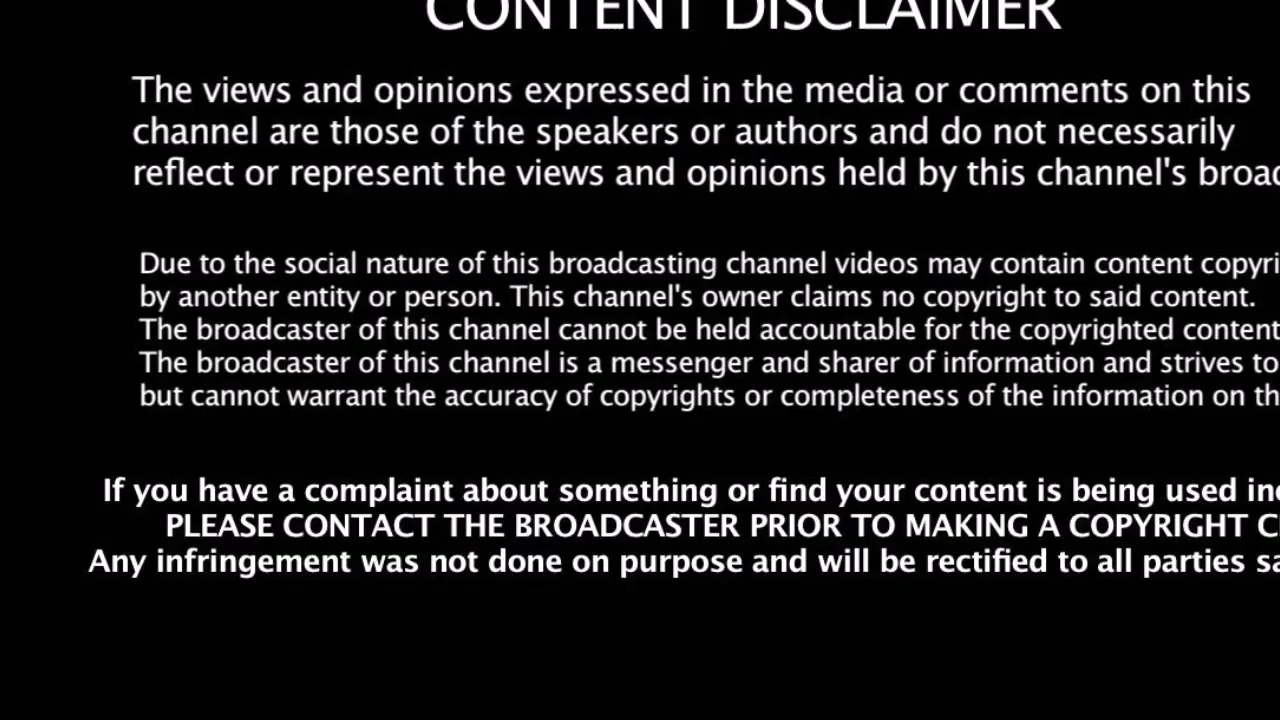 CONTENT DISCLAIMER
The views and opinions expressed in the media or comments on this
channel are those of the speakers or authors and do not necessarily
reflect or represent the views and opinions held by this channel's broad
Due to the social nature of this broadcasting channel videos may contain content copyri
by another entity or person. This channel's owner claims no copyright to said content.
The broadcaster of this channel cannot be held accountable for the copyrighted content
The broadcaster of this channel is a messenger and sharer of information and strives to
but cannot warrant the accuracy of copyrights or completeness of the information on th
If you have a complaint about something or find your content is being used inc
PLEASE CONTACT THE BROADCASTER PRIOR TO MAKING A COPYRIGHT C
Any infringement was not done on purpose and will be rectified to all parties sa